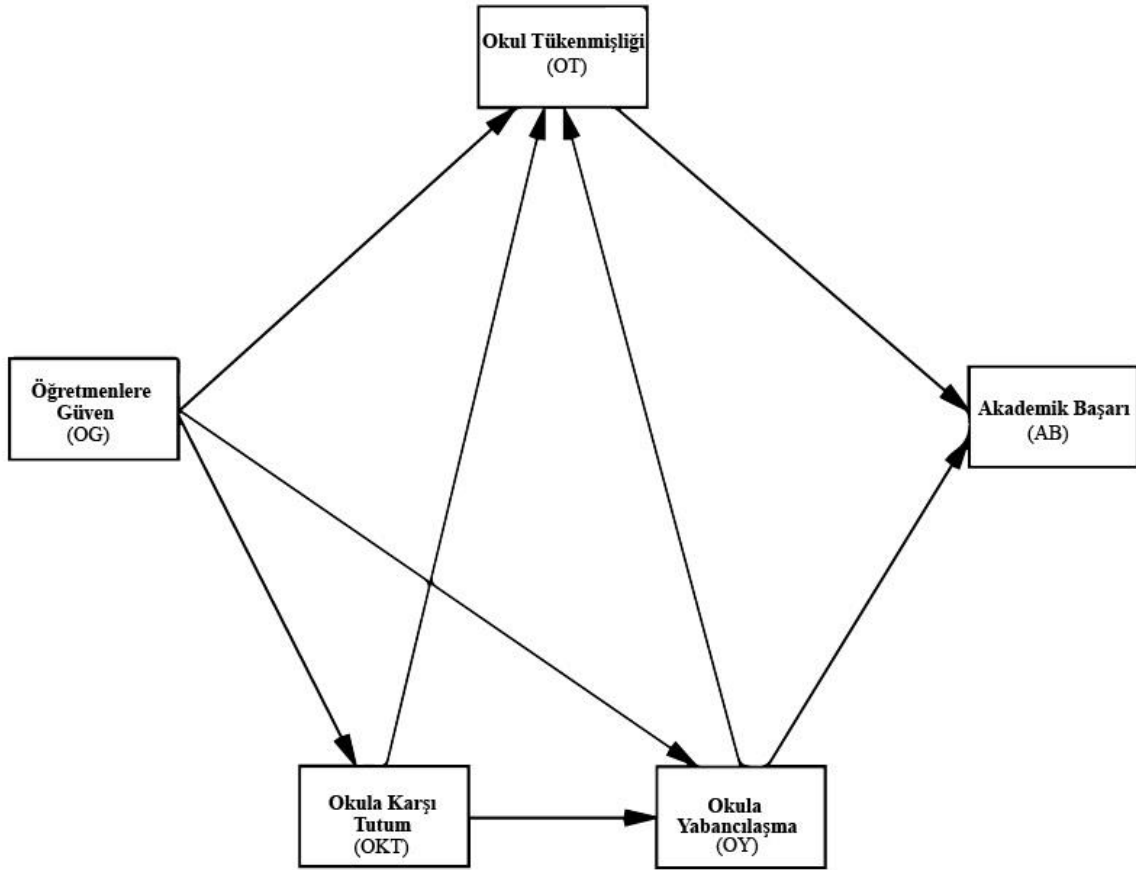 Okul Tükenmişliği
(OT)
Öğretmenlere
Güven
(OG)
Akademik Başarı
(AB)
Okula Karşı
Tutum
(OKT)
Okula
Yabancılaşma
(OY)